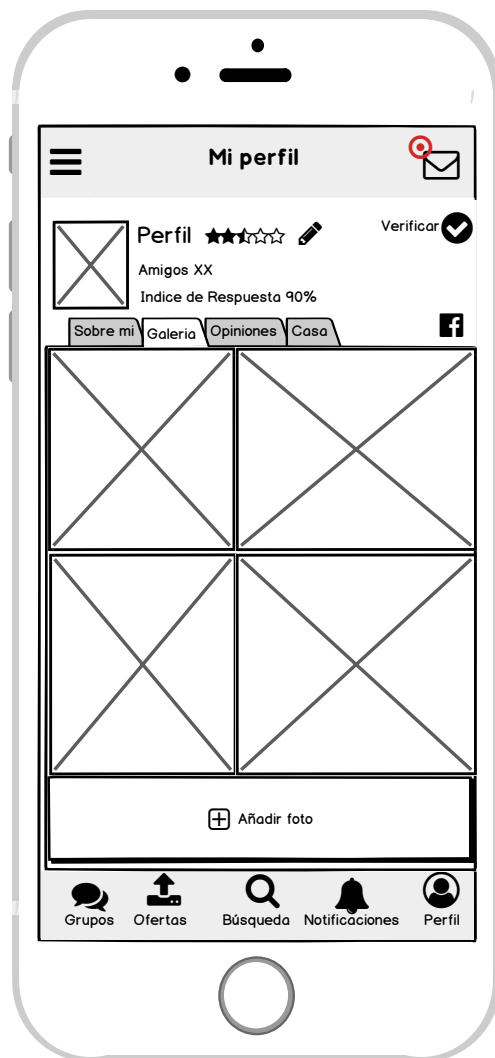 Mi perfil
Perfil
Verificar
Amigos XX
Indice de Respuesta 90%
Sobre mi Galeria Opiniones Casa
Añadir foto
Grupos Ofertas Búsqueda Notificaciones Perfil